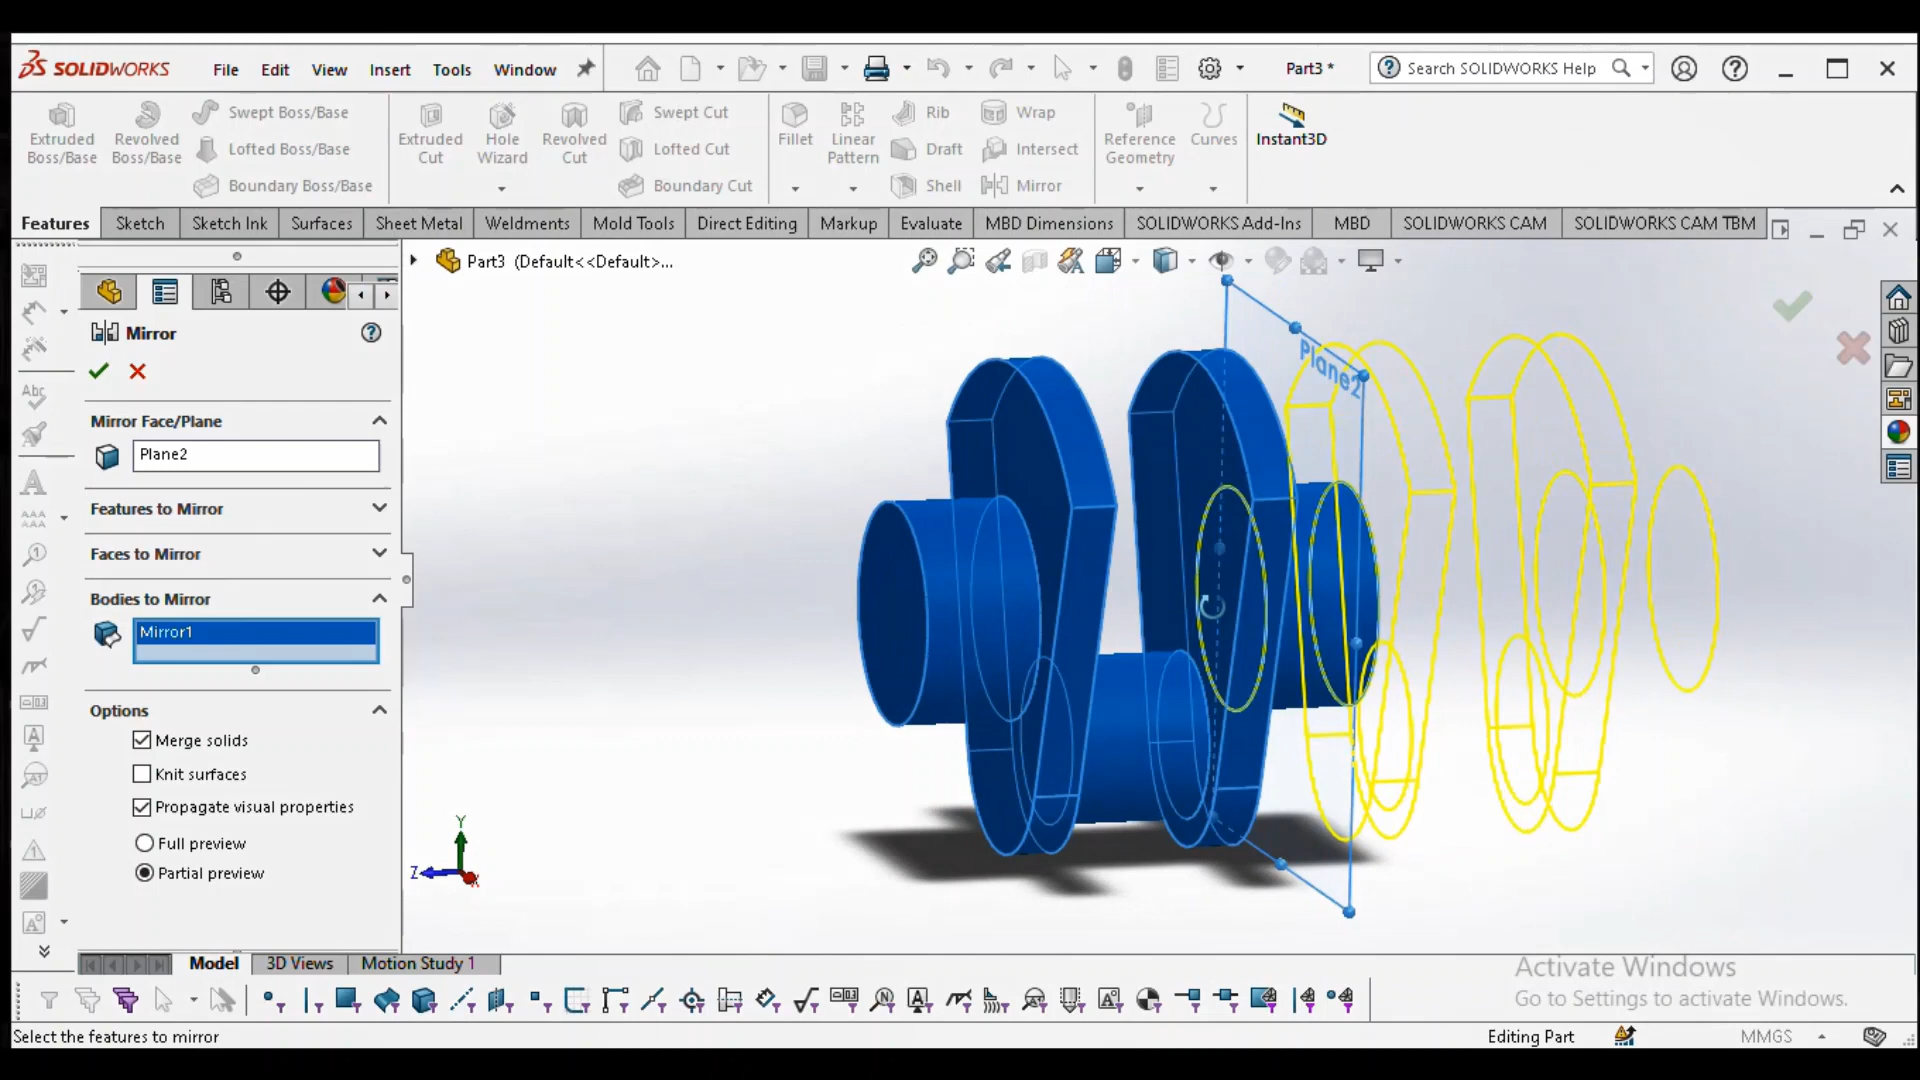 SOLIDWORKS File Edit View Insert Tools Window Part3 * Search SOLIDWORKS Help
Extruded Boss/Base
Revolved Boss/Base
Swept Boss/Base
Lofted Boss/Base
Boundary Boss/Base
Extruded Cut
Hole Wizard
Revolved Cut
Swept Cut
Lofted Cut
Boundary Cut
Fillet
Linear Pattern
Rib
Draft
Shell
Wrap
Intersect
Mirror
Reference Geometry
Curves
Instant3D
Features Sketch Sketch Ink Surfaces Sheet Metal Weldments Mold Tools Direct Editing Markup Evaluate MBD Dimensions SOLIDWORKS Add-Ins MBD SOLIDWORKS CAM SOLIDWORKS CAM TBM
Part3 (Default<<Default>...
Mirror
Mirror Face/Plane
Plane2
Features to Mirror
Faces to Mirror
Bodies to Mirror
Mirror1
Options
Merge solids
Knit surfaces
Propagate visual properties
Full preview
Partial preview
Plane2
Y
Z
X
Model 3D Views Motion Study 1
Activate Windows
Go to Settings to activate Windows.
Select the features to mirror Editing Part MMGS